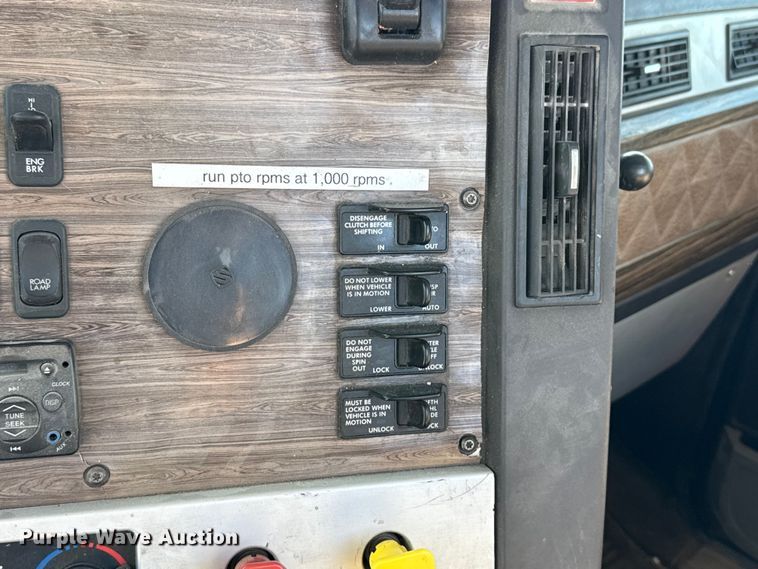 HI
ENG
BRK
run pto rpms at 1,000 rpms
DISENGAGE
CLUTCH BEFORE
SHIFTING
IN OUT
ROAD
LAMP
DO NOT LOWER
WHEN VEHICLE
IS IN MOTION
LOWER AUTO
DO NOT
ENGAGE
DURING
SPIN
OUT
LOCK
MUST BE
LOCKED WHEN
VEHICLE IS IN
MOTION
UNLOCK
CLOCK
DISP
TUNE
SEEK
AUX
Purple Wave Auction